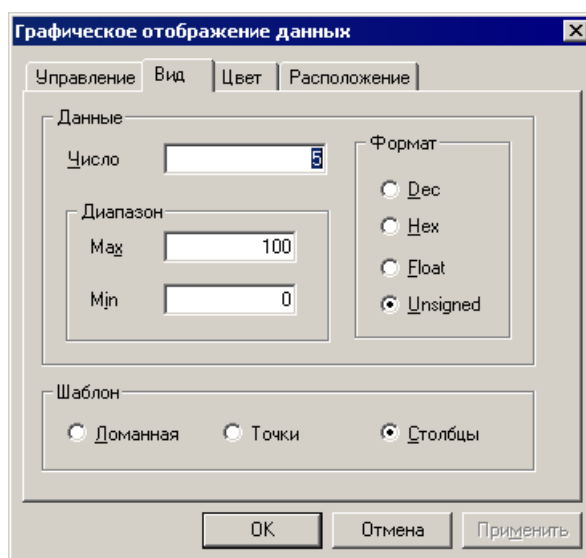 Графическое отображение данных
Управление Вид Цвет Расположение
Данные
Число 5
Формат
Dec
Hex
Float
Unsigned
Диапазон
Max 100
Min 0
Шаблон
Ломанная Точки Столбцы
OK Отмена Применить